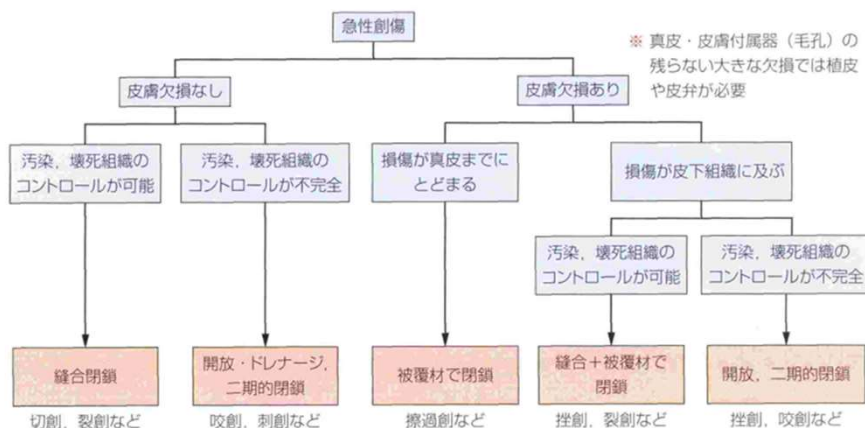 急性創傷
※ 真皮・皮膚付属器(毛孔)の
残らない大きな欠損では植皮
や皮弁が必要
皮膚欠損なし
皮膚欠損あり
汚染,壊死組織の
コントロールが可能
汚染,壊死組織の
コントロールが不完全
損傷が真皮までに
とどまる
損傷が皮下組織に及ぶ
汚染,壊死組織の
コントロールが可能
汚染,壊死組織の
コントロールが不完全
縫合閉鎖
開放・ドレナージ,
二期的閉鎖
被覆材で閉鎖
縫合+被覆材で
閉鎖
開放,二期的閉鎖
切創,裂創など
咬創,刺創など
擦過創など
挫創,裂創など
挫創,咬創など